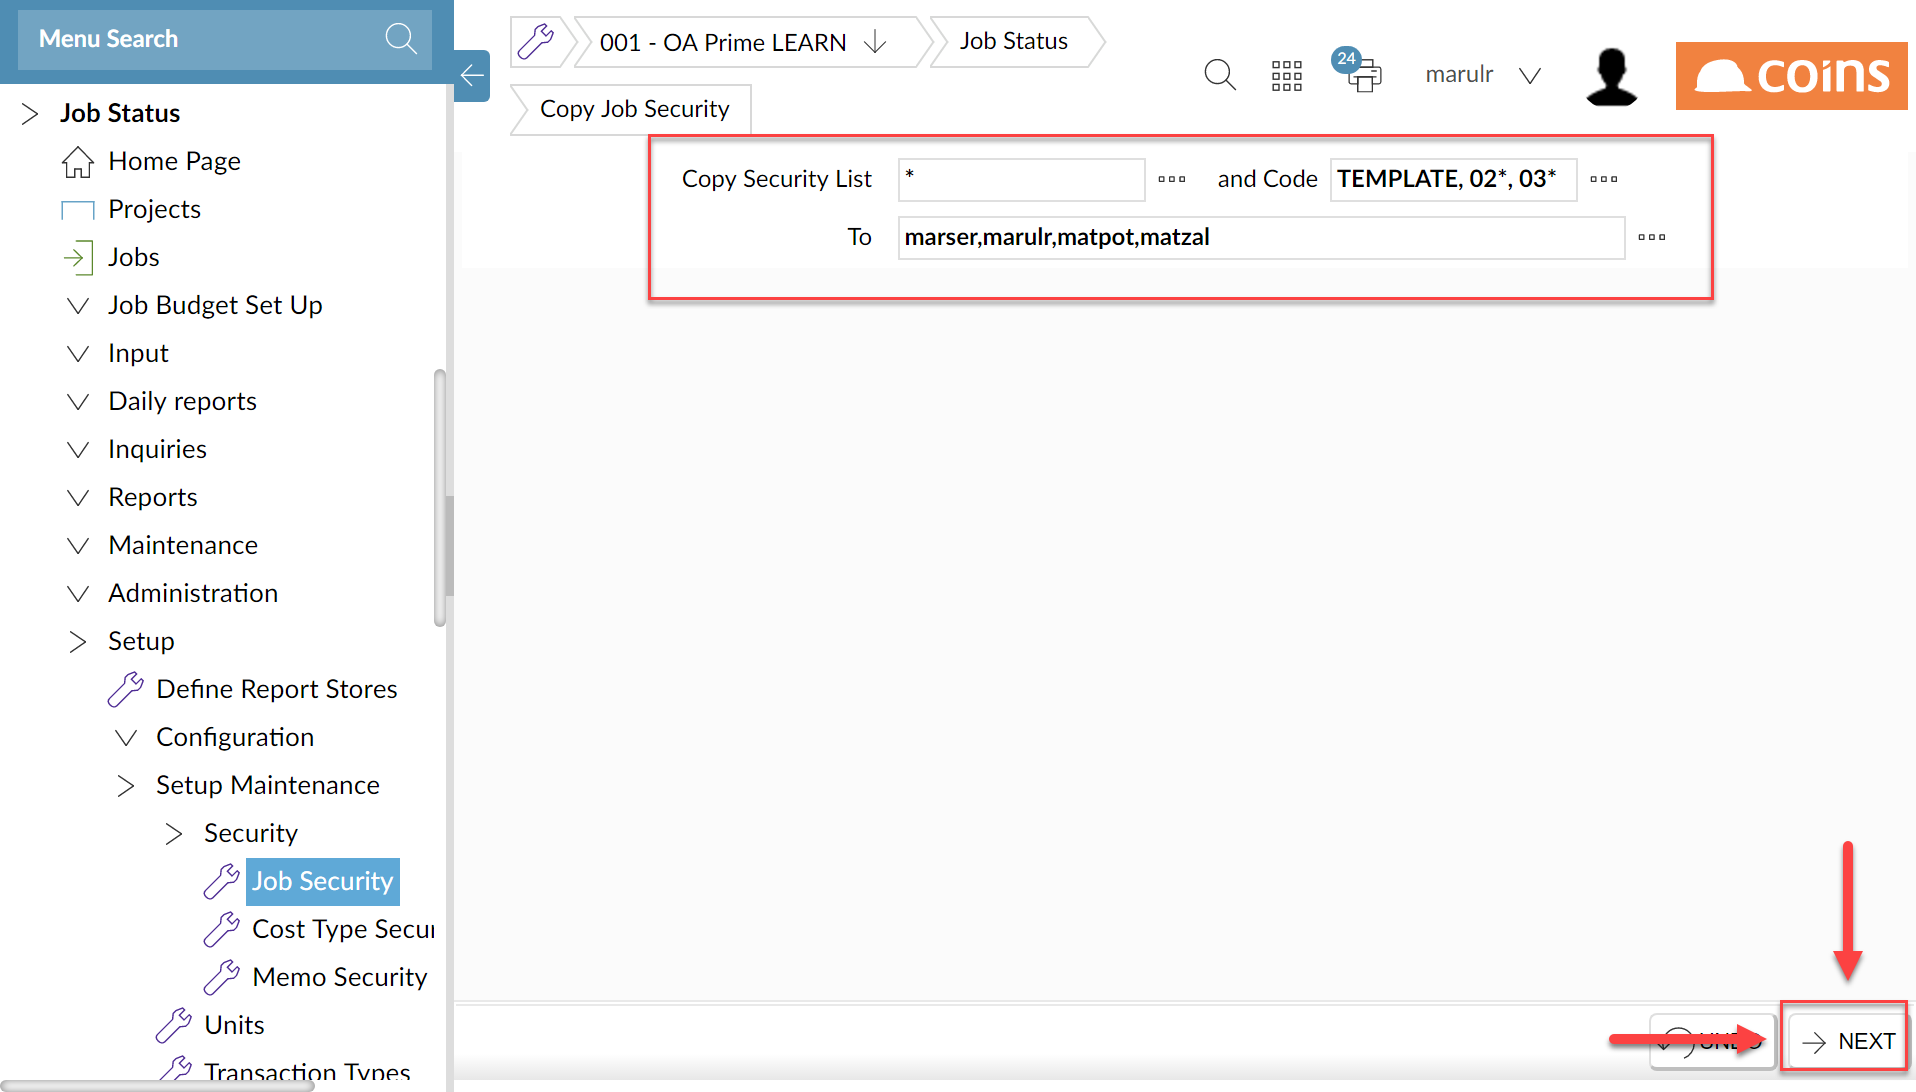 Menu Search
Job Status
Home Page
Projects
Jobs
Job Budget Set Up
Input
Daily reports
Inquiries
Reports
Maintenance
Administration
Setup
Define Report Stores
Configuration
Setup Maintenance
Security
Job Security
Cost Type Secur
Memo Security
Units
Transaction Types
001 - OA Prime LEARN
Job Status
Copy Job Security
24
marulr
coins
Copy Security List * and Code TEMPLATE, 02*, 03*
To marser,marulr,matpot,matzal
UNDO
NEXT